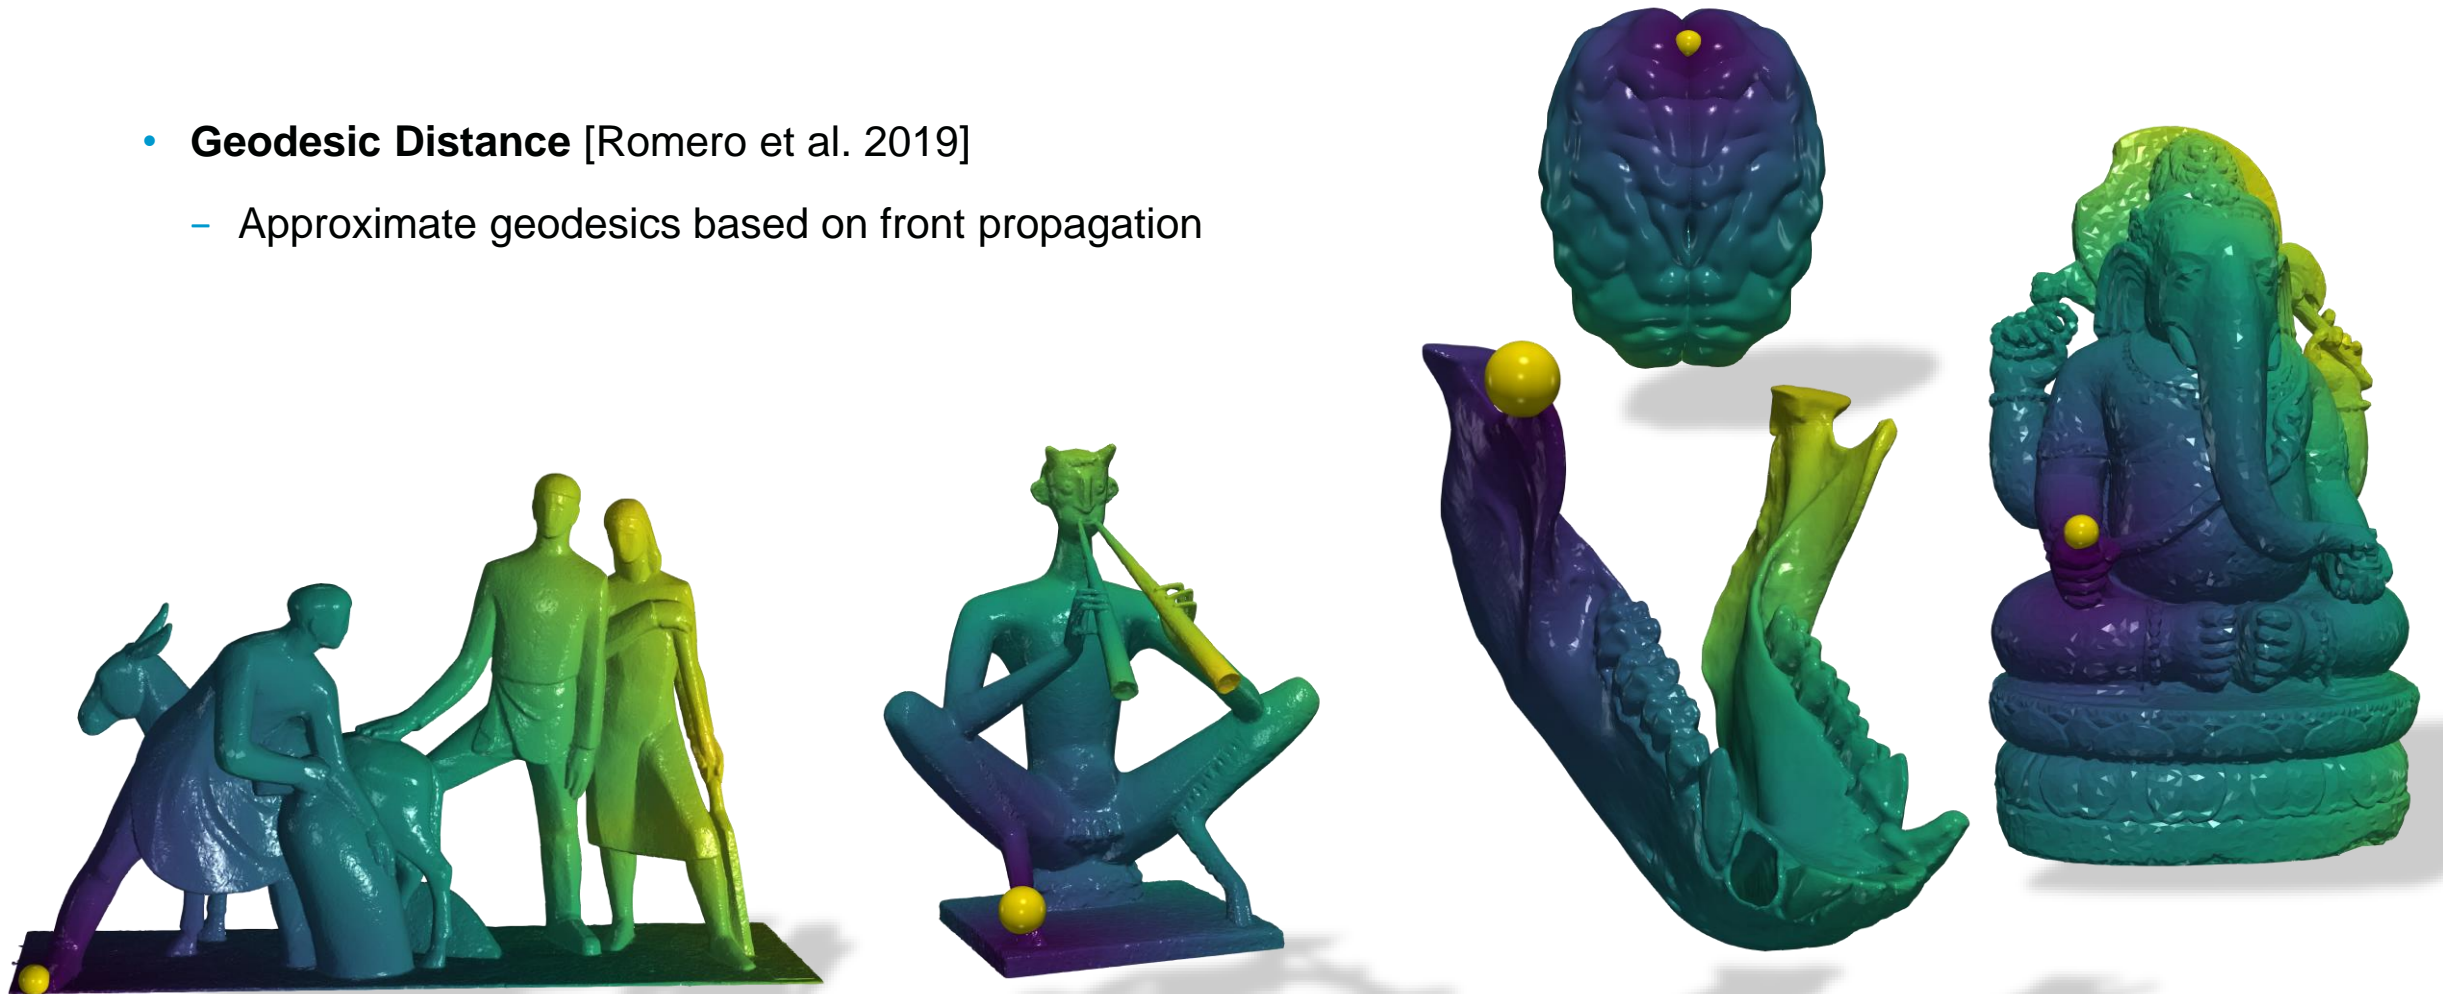 • Geodesic Distance [Romero et al. 2019]
– Approximate geodesics based on front propagation